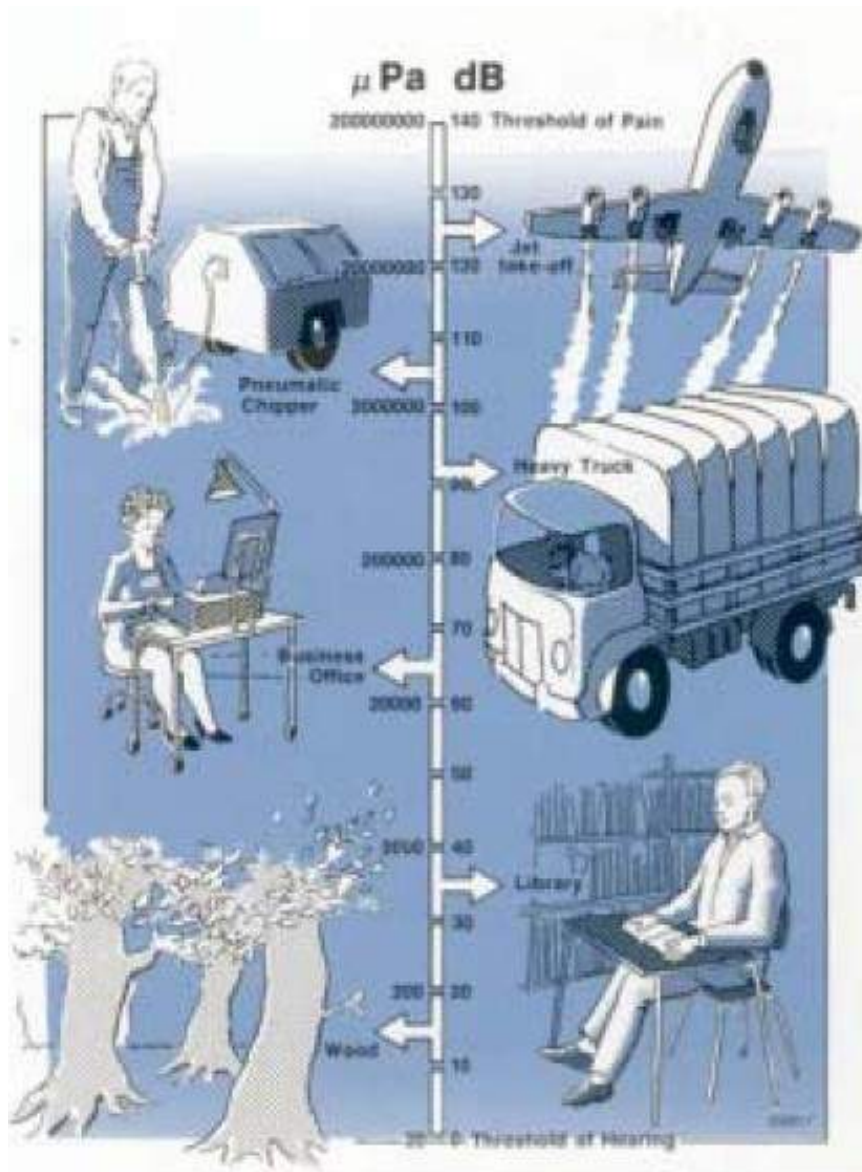 μ Pa dB
200000000 140 Threshold of Pain
130
Jet
take-off
20000000 120
110
Pneumatic
Chipper
2000000 100
Heavy Truck
90
200000 80
70
Business
Office
20000 60
50
2000 40
Library
30
200 20
Wood
10
20 0 Threshold of Hearing